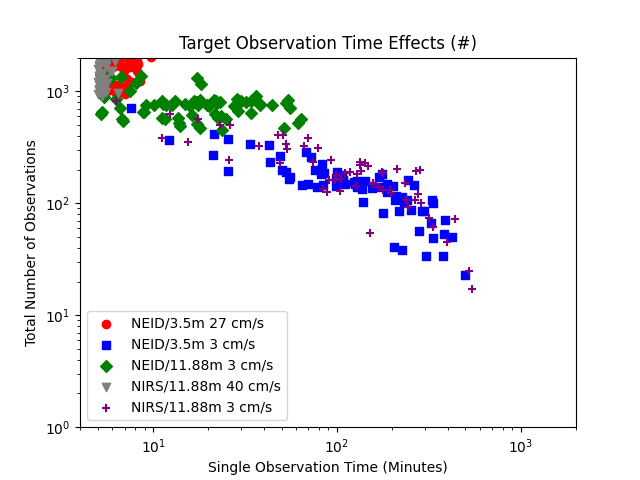 Target Observation Time Effects (#)
Total Number of Observations
10³
10²
10¹
10⁰
NEID/3.5m 27 cm/s
NEID/3.5m 3 cm/s
NEID/11.88m 3 cm/s
NIRS/11.88m 40 cm/s
NIRS/11.88m 3 cm/s
10¹ 10² 10³
Single Observation Time (Minutes)